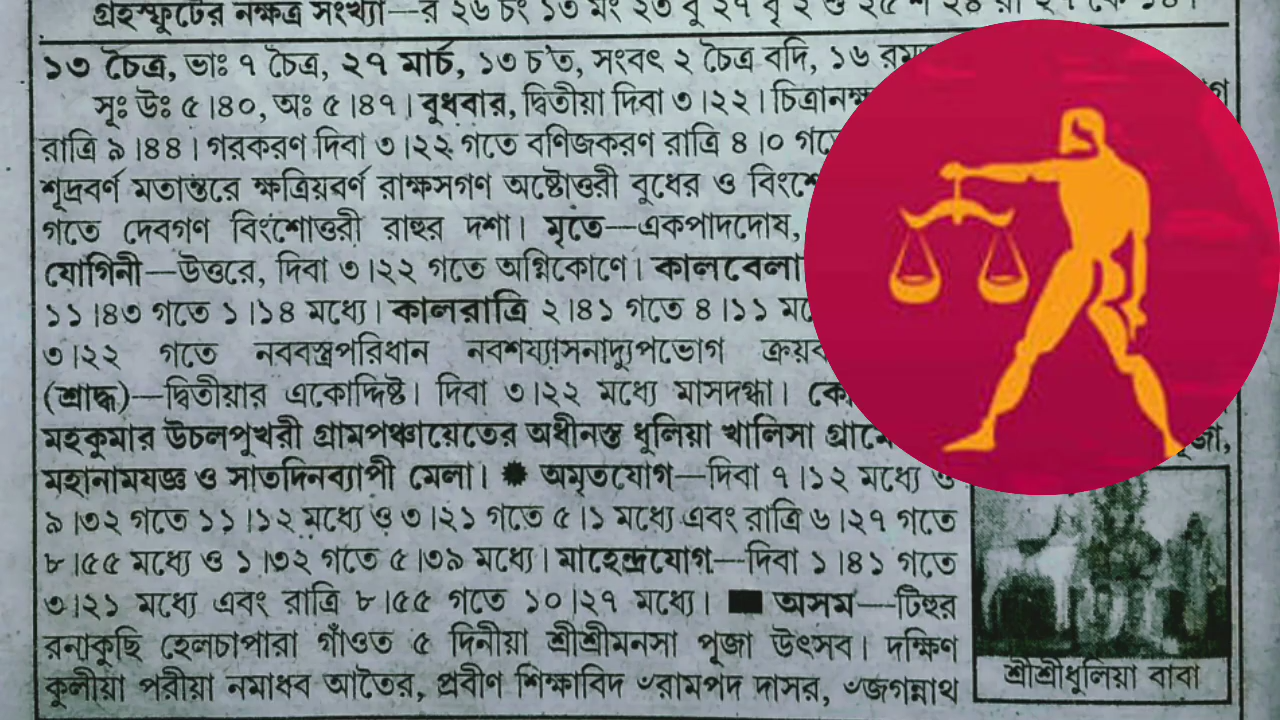 গ্রহস্ফুটের নক্ষত্র সংখ্যা—র ২৬ চং ১৩ মং ২৩ বু ২৭ বৃ ২
১৩ চৈত্র, ভাঃ ৭ চৈত্র, ২৭ মার্চ, ১৩ চ'ত, সংবৎ ২ চৈত্র বদি, ১৬
সূঃ উঃ ৫।৪০, অঃ ৫।৪৭। বুধবার, দ্বিতীয়া দিবা ৩।২২।
রাত্রি ৯।৪৪। গরকরণ দিবা ৩।২২ গতে বণিজকরণ রাত্রি ৪।০
শূদ্রবর্ণ মতান্তরে ক্ষত্রিয়বর্ণ রাক্ষসগণ অষ্টোত্তরী বুধের ও
গতে দেবগণ বিংশোত্তরী রাহুর দশা। মৃতে—একপাদদোষ,
যোগিনী—উত্তরে, দিবা ৩।২২ গতে অগ্নিকোণে। কালবেলা
১১।৪৩ গতে ১।১৪ মধ্যে। কালরাত্রি ২।৪১ গতে ৪।১১
৩।২২ গতে নববস্ত্রপরিধান নবশয্যাসনাদ্যুপভোগ
(শ্রাদ্ধ)—দ্বিতীয়ার একোদ্দিষ্ট। দিবা ৩।২২ মধ্যে মাসদগ্ধা।
মহকুমার উচলপুখরী গ্রামপঞ্চায়েতের অধীনস্ত ধুলিয়া খালিসা
মহানামযজ্ঞ ও সাতদিনব্যাপী মেলা। ✹ অমৃতযোগ—দিবা ৭।১২ মধ্যে ও
৯।৩২ গতে ১১।১২ মধ্যে ও ৩।২১ গতে ৫।১ মধ্যে এবং রাত্রি ৬।২৭ গতে
৮।৫৫ মধ্যে ও ১।৩২ গতে ৫।৩৯ মধ্যে। মাহেন্দ্রযোগ—দিবা ১।৪১ গতে
৩।২১ মধ্যে এবং রাত্রি ৮।৫৫ গতে ১০।২৭ মধ্যে। ■ অসম—টিহুর
রনাকুছি হেলচাপারা গাঁওত ৫ দিনীয়া শ্রীশ্রীমনসা পূজা উৎসব। দক্ষিণ
কুলীয়া পরীয়া নমাধব আতৈর, প্রবীণ শিক্ষাবিদ ৺রামপদ দাসর, ৺জগন্নাথ
শ্রীশ্রীধুলিয়া বাবা